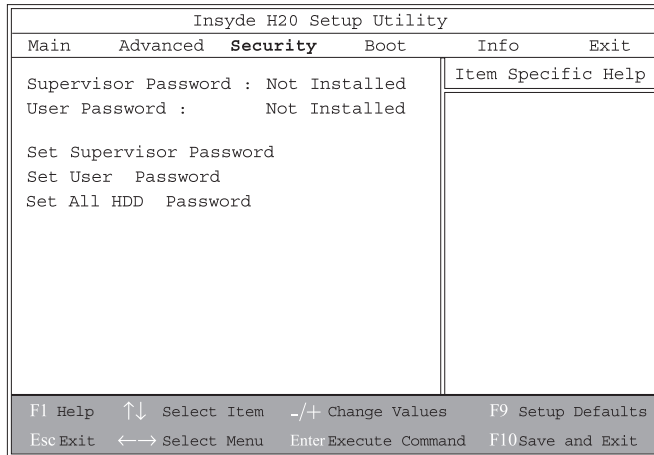 Insyde H20 Setup Utility
Main Advanced Security Boot Info Exit
Supervisor Password : Not Installed
User Password : Not Installed
Set Supervisor Password
Set User Password
Set All HDD Password
Item Specific Help
F1 Help ↑↓ Select Item -/+ Change Values F9 Setup Defaults
Esc Exit ←→ Select Menu Enter Execute Command F10 Save and Exit